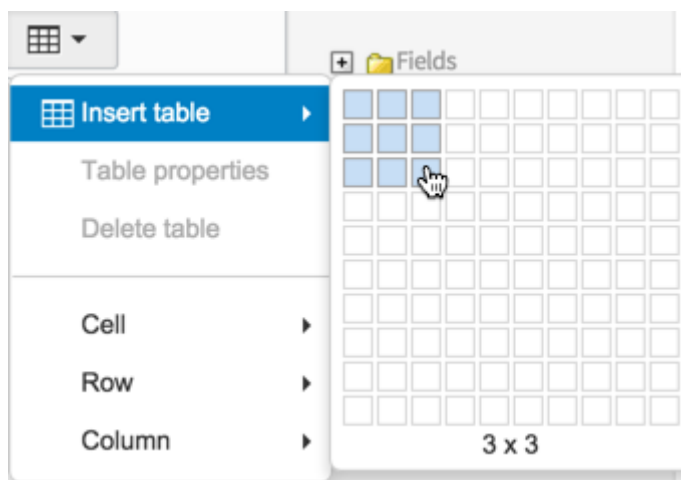 Fields
Insert table
Table properties
Delete table
Cell
Row
Column
3 x 3